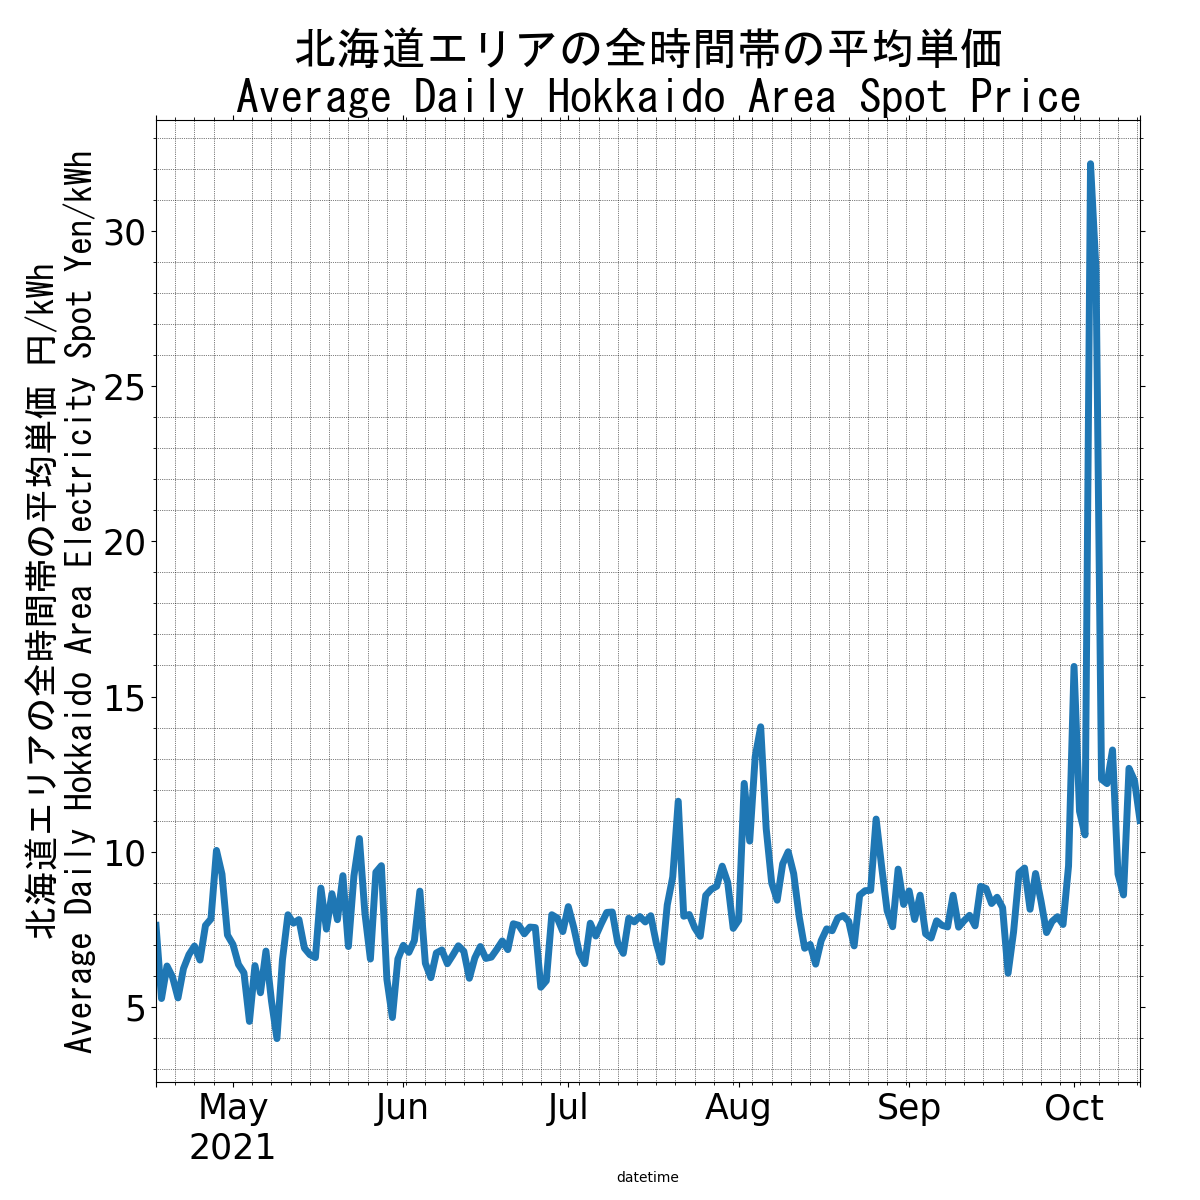 北海道エリアの全時間帯の平均単価
Average Daily Hokkaido Area Spot Price
北海道エリアの全時間帯の平均単価 円/kWh
Average Daily Hokkaido Area Electricity Spot Yen/kWh
30
25
20
15
10
5
May
2021
Jun
Jul
Aug
Sep
Oct
datetime